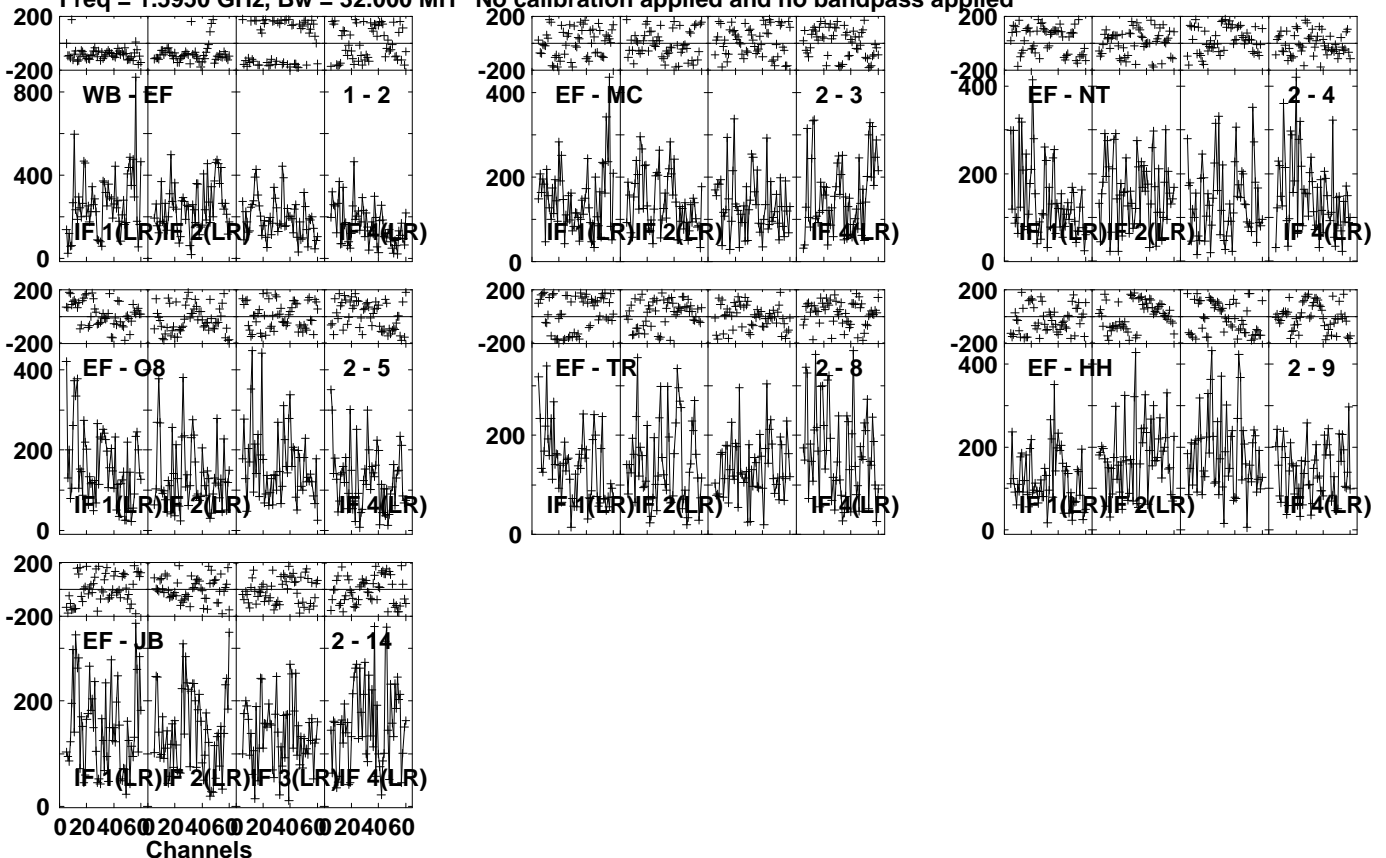 Freq = 1.5950 GHz, Bw = 32.000 MH No calibration applied and no bandpass applied
200
-200
WB - EF
1 - 2
800
400
0
IF 1(LR)
IF 2(LR)
IF 4(LR)
200
-200
EF - MC
2 - 3
400
200
0
IF 1(LR)
IF 2(LR)
IF 4(LR)
200
-200
EF - NT
2 - 4
400
200
0
IF 1(LR)
IF 2(LR)
IF 4(LR)
200
-200
EF - O8
2 - 5
400
200
0
IF 1(LR)
IF 2(LR)
IF 4(LR)
200
-200
EF - TR
2 - 8
200
0
IF 1(LR)
IF 2(LR)
IF 4(LR)
200
-200
EF - HH
2 - 9
400
200
0
IF 1(LR)
IF 2(LR)
IF 4(LR)
200
-200
EF - JB
2 - 14
200
0
IF 1(LR)
IF 2(LR)
IF 3(LR)
IF 4(LR)
0 20 40 60 0 20 40 60 0 20 40 60 0 20 40 60
Channels